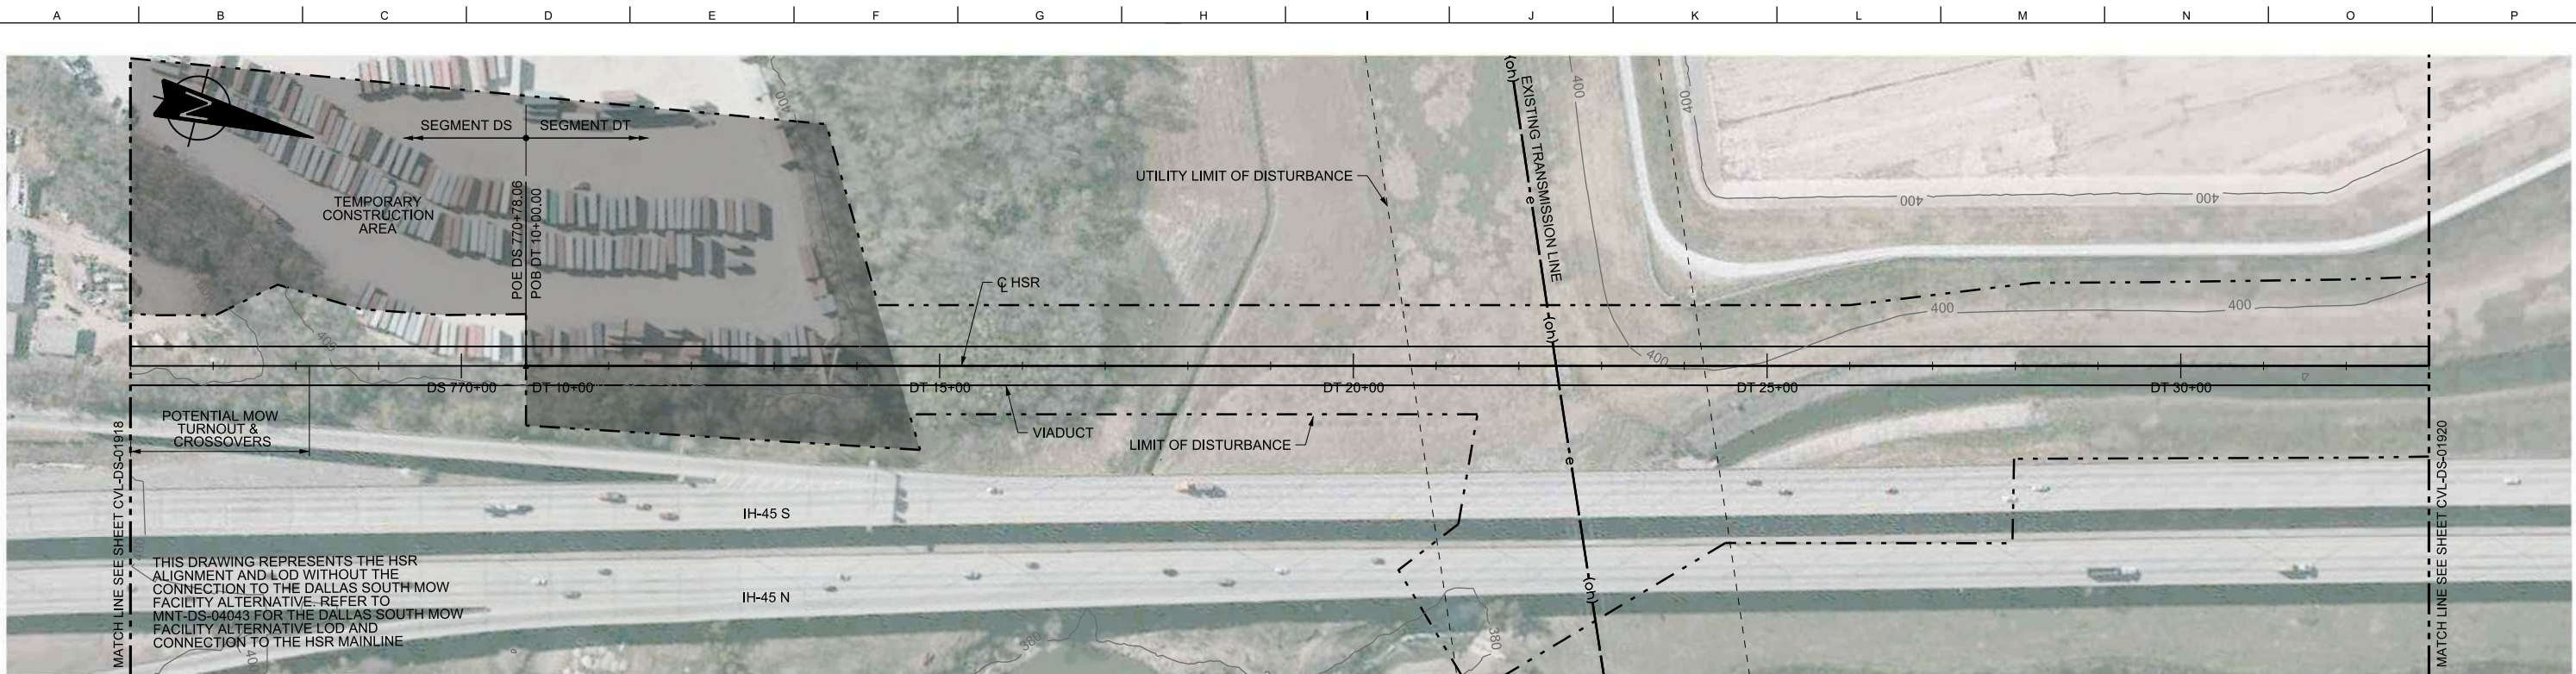 A B C D E F G H I J K L M N O P
N
SEGMENT DS
SEGMENT DT
TEMPORARY
CONSTRUCTION
AREA
POE DS 770+78.06
POB DT 10+00.00
UTILITY LIMIT OF DISTURBANCE
(oh)
EXISTING TRANSMISSION LINE
e
(oh)
e
(oh)
400
400
400
400
400
400
400
400
400
405
℄ HSR
DS 770+00
DT 10+00
DT 15+00
DT 20+00
DT 25+00
DT 30+00
POTENTIAL MOW
TURNOUT &
CROSSOVERS
VIADUCT
LIMIT OF DISTURBANCE
MATCH LINE SEE SHEET CVL-DS-01918
MATCH LINE SEE SHEET CVL-DS-01920
IH-45 S
IH-45 N
THIS DRAWING REPRESENTS THE HSR
ALIGNMENT AND LOD WITHOUT THE
CONNECTION TO THE DALLAS SOUTH MOW
FACILITY ALTERNATIVE. REFER TO
MNT-DS-04043 FOR THE DALLAS SOUTH MOW
FACILITY ALTERNATIVE LOD AND
CONNECTION TO THE HSR MAINLINE
380
380